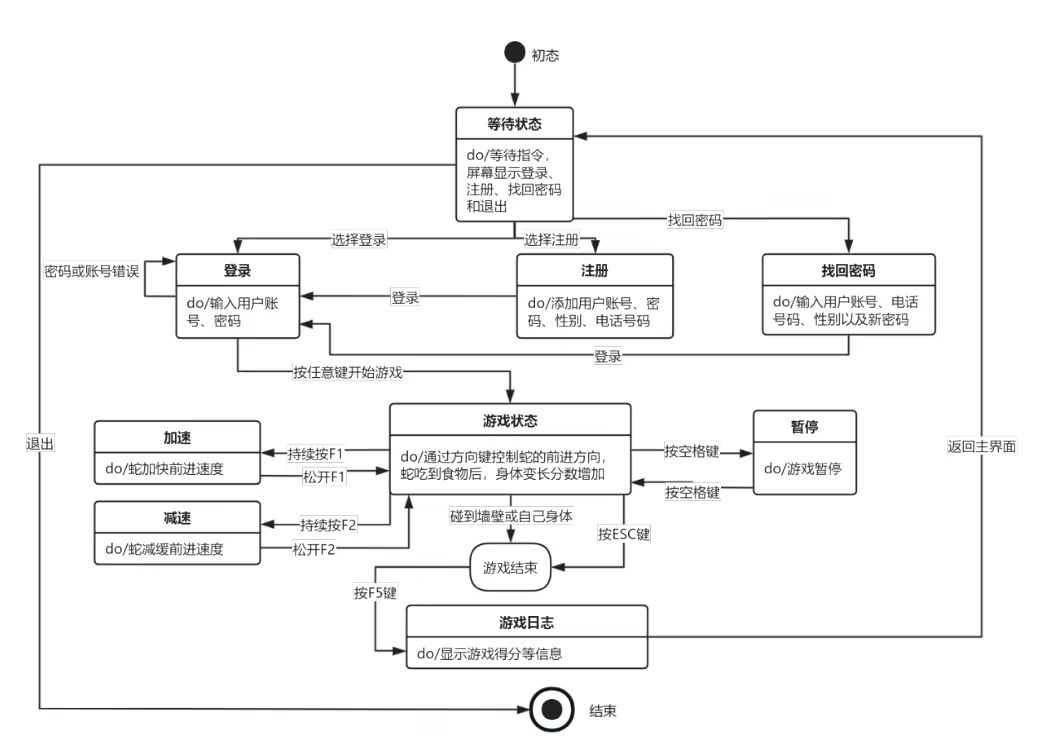 初态
等待状态
do/等待指令，
屏幕显示登录、
注册、找回密码
和退出
找回密码
选择登录
选择注册
密码或账号错误
登录
do/输入用户账
号、密码
登录
注册
do/添加用户账号、密
码、性别、电话号码
找回密码
do/输入用户账号、电话
号码、性别以及新密码
登录
按任意键开始游戏
退出
加速
do/蛇加快前进速度
持续按F1
松开F1
减速
do/蛇减缓前进速度
持续按F2
松开F2
游戏状态
do/通过方向键控制蛇的前进方向，
蛇吃到食物后，身体变长分数增加
按空格键
按空格键
暂停
do/游戏暂停
返回主界面
碰到墙壁或自己身体
按ESC键
游戏结束
按F5键
游戏日志
do/显示游戏得分等信息
结束